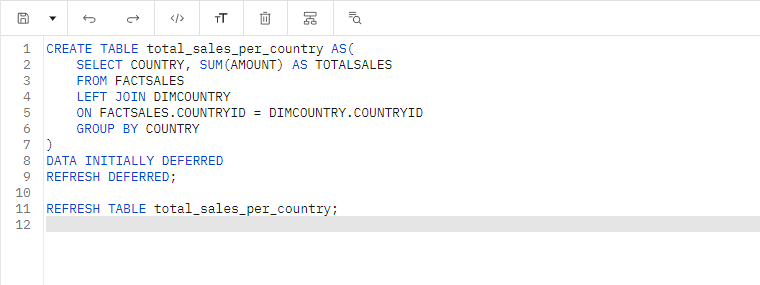 1 CREATE TABLE total_sales_per_country AS(
2     SELECT COUNTRY, SUM(AMOUNT) AS TOTALSALES
3     FROM FACTSALES
4     LEFT JOIN DIMCOUNTRY
5     ON FACTSALES.COUNTRYID = DIMCOUNTRY.COUNTRYID
6     GROUP BY COUNTRY
7 )
8 DATA INITIALLY DEFERRED
9 REFRESH DEFERRED;
10
11 REFRESH TABLE total_sales_per_country;
12